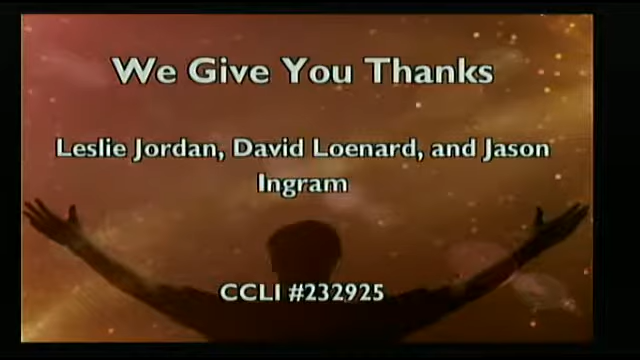 We Give You Thanks
Leslie Jordan, David Loenard, and Jason
Ingram
CCLI #232925